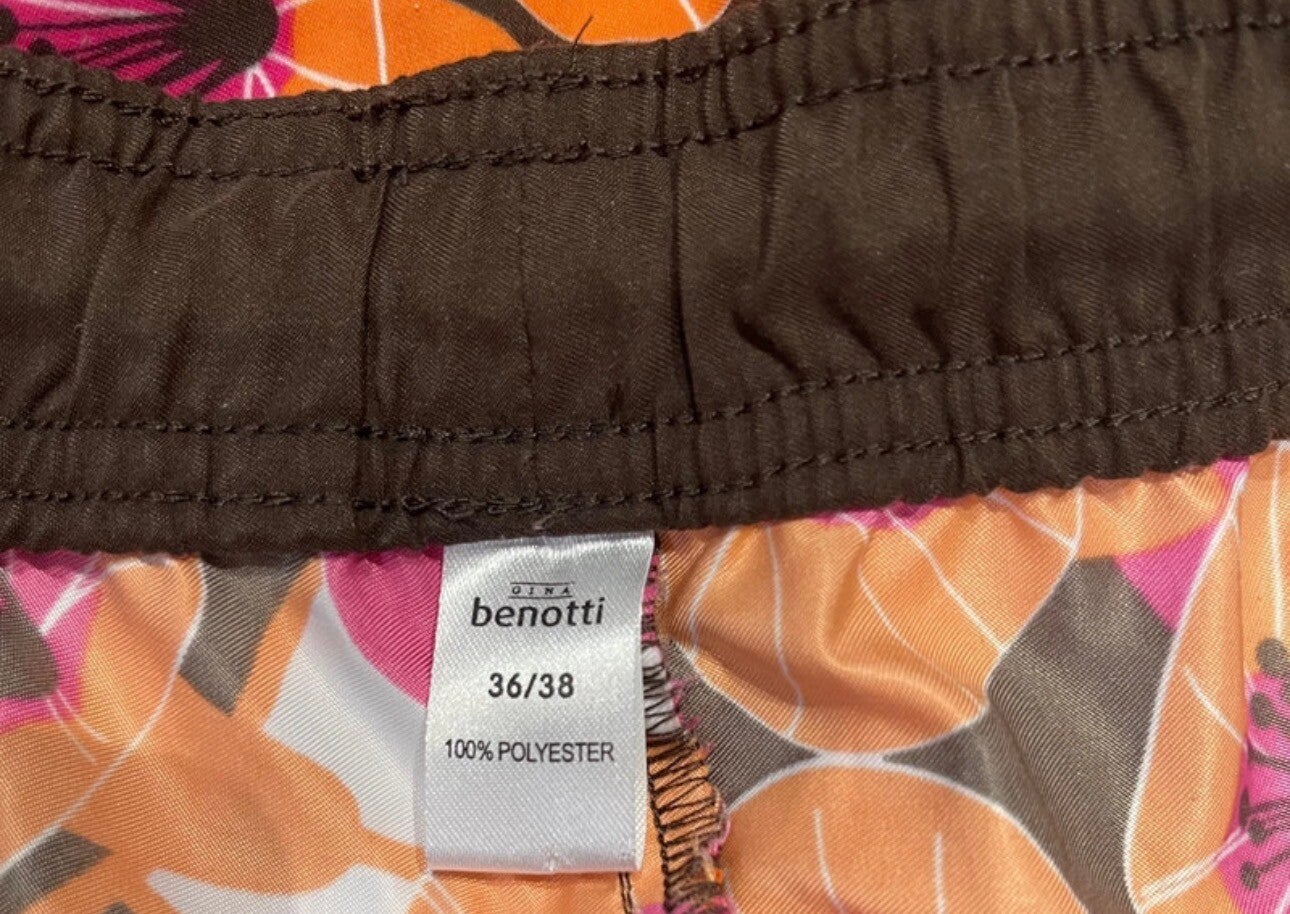 GINA
benotti
36/38
100% POLYESTER